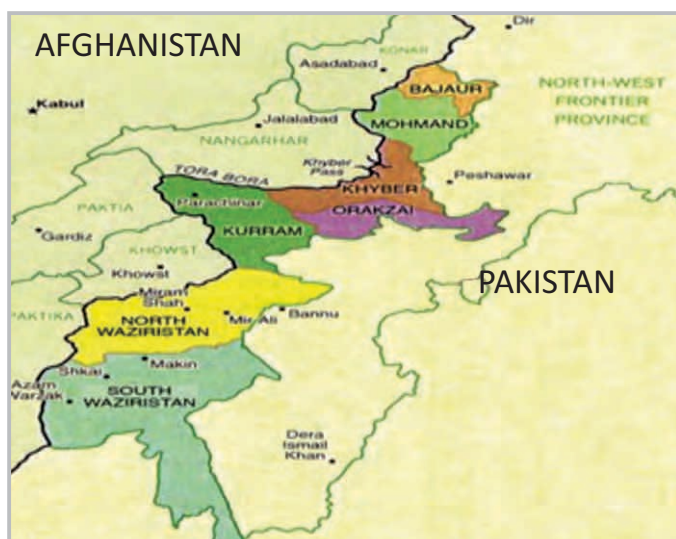 AFGHANISTAN
Dir
KONAR
Asadabad
BAJAUR
NORTH-WEST
FRONTIER
PROVINCE
Kabul
Jalalabad
MOHMAND
NANGARHAR
Khyber
Pass
TORA BORA
Peshawar
KHYBER
Parachinar
ORAKZAI
PAKTIA
Gardiz
KURRAM
KHOWST
Khowst
PAKISTAN
Miram
Shah
PAKTIKA
NORTH
WAZIRISTAN
Mir Ali
Bannu
Makin
Shkai
Azam
Warzak
SOUTH
WAZIRISTAN
Dera
Ismail
Khan